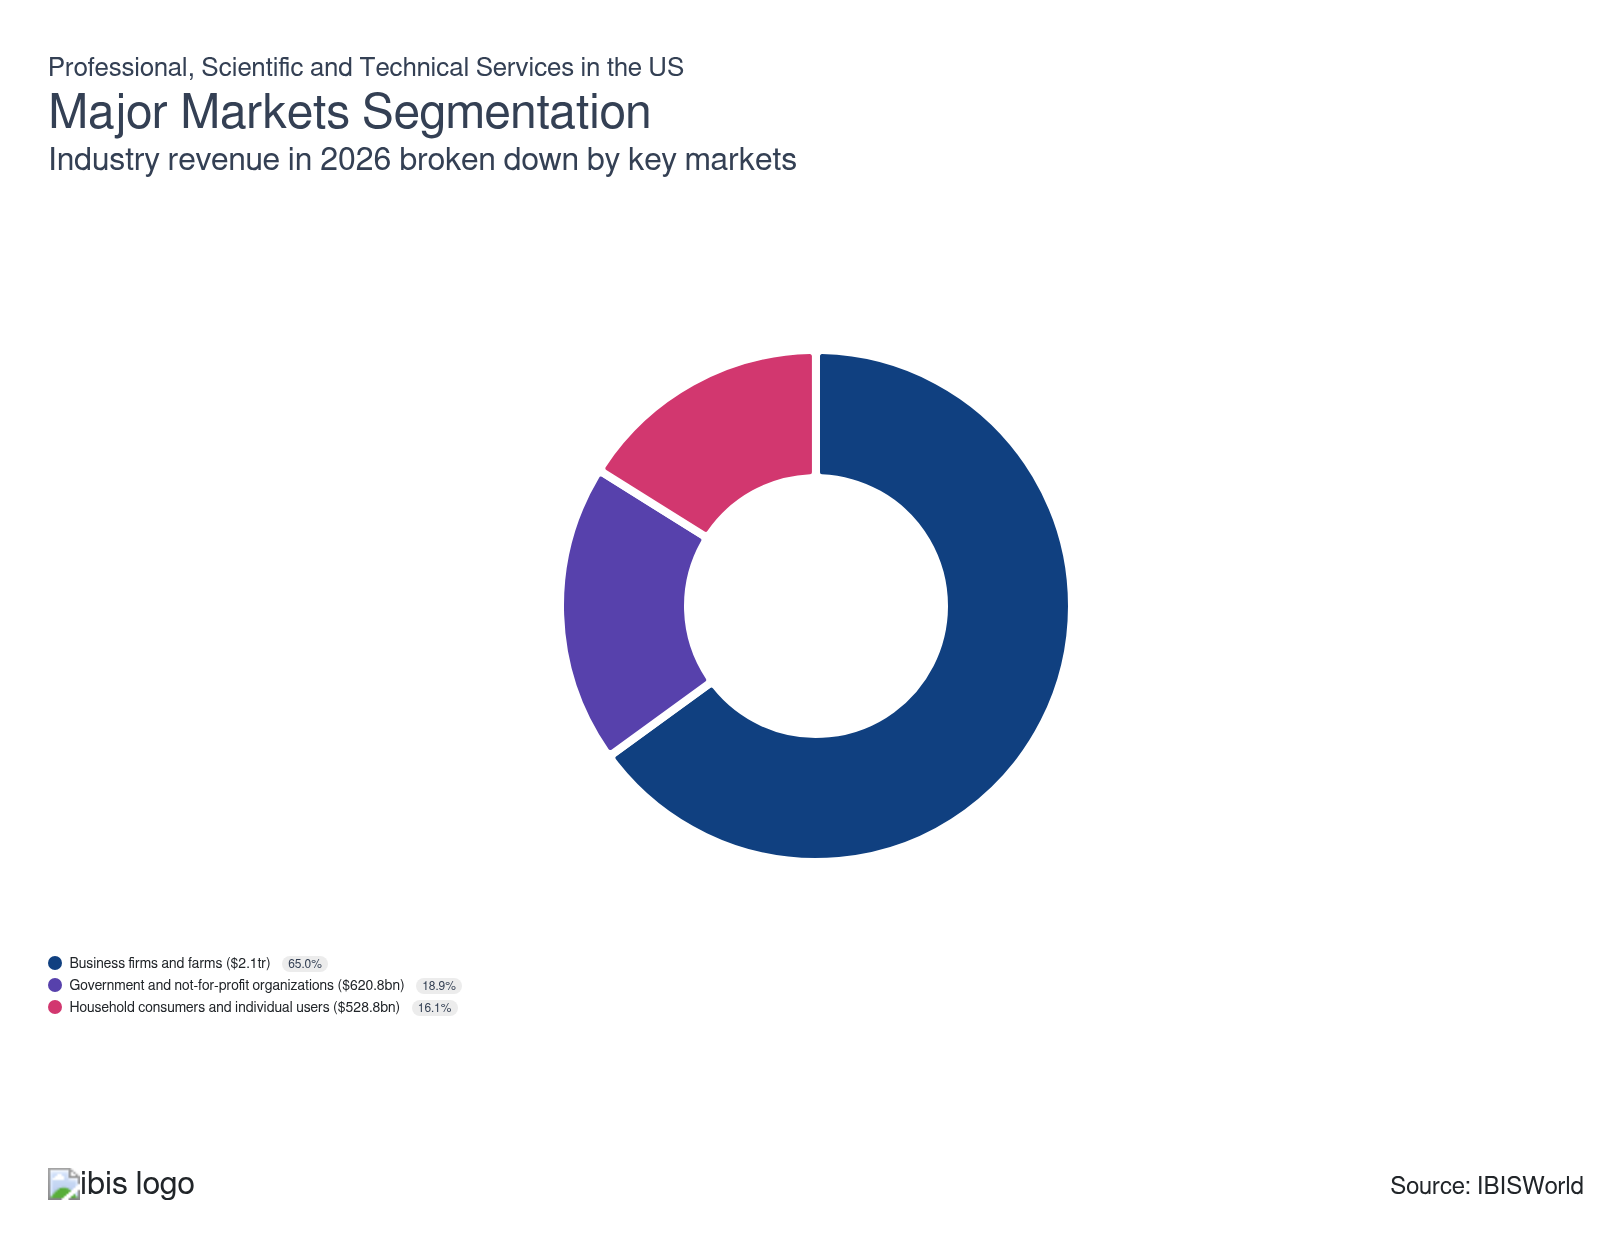 Professional, Scientific and Technical Services in the US
Major Markets Segmentation
Industry revenue in 2026 broken down by key markets
Business firms and farms ($2.1tr) 65.0%
Government and not-for-profit organizations ($620.8bn) 18.9%
Household consumers and individual users ($528.8bn) 16.1%
ibis logo
Source: IBISWorld